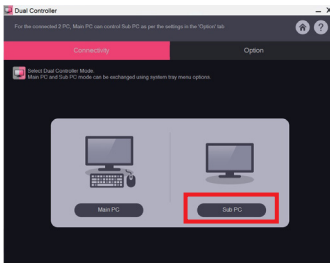 Dual Controller
For the connected 2 PC, Main PC can control Sub PC as per the settings in the 'Option' tab.
Connectivity
Option
Select Dual Controller Mode.
Main PC and Sub PC mode can be exchanged using system tray menu options.
Main PC
Sub PC